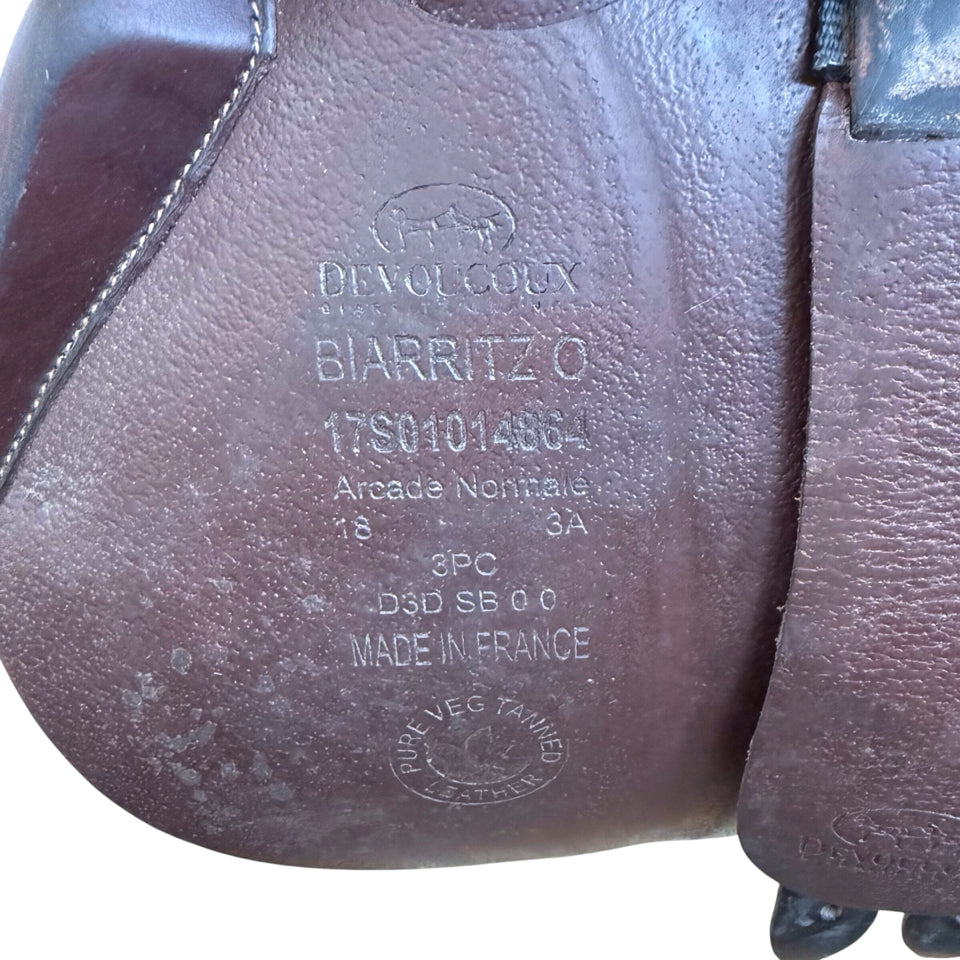 DEVOUCOUX
BIARRITZ O
17S01014864
Arcade Normale
18 3A
3PC
D3D SB 0 0
MADE IN FRANCE
PURE VEG TANNED
LEATHER
DEVOUCOUX